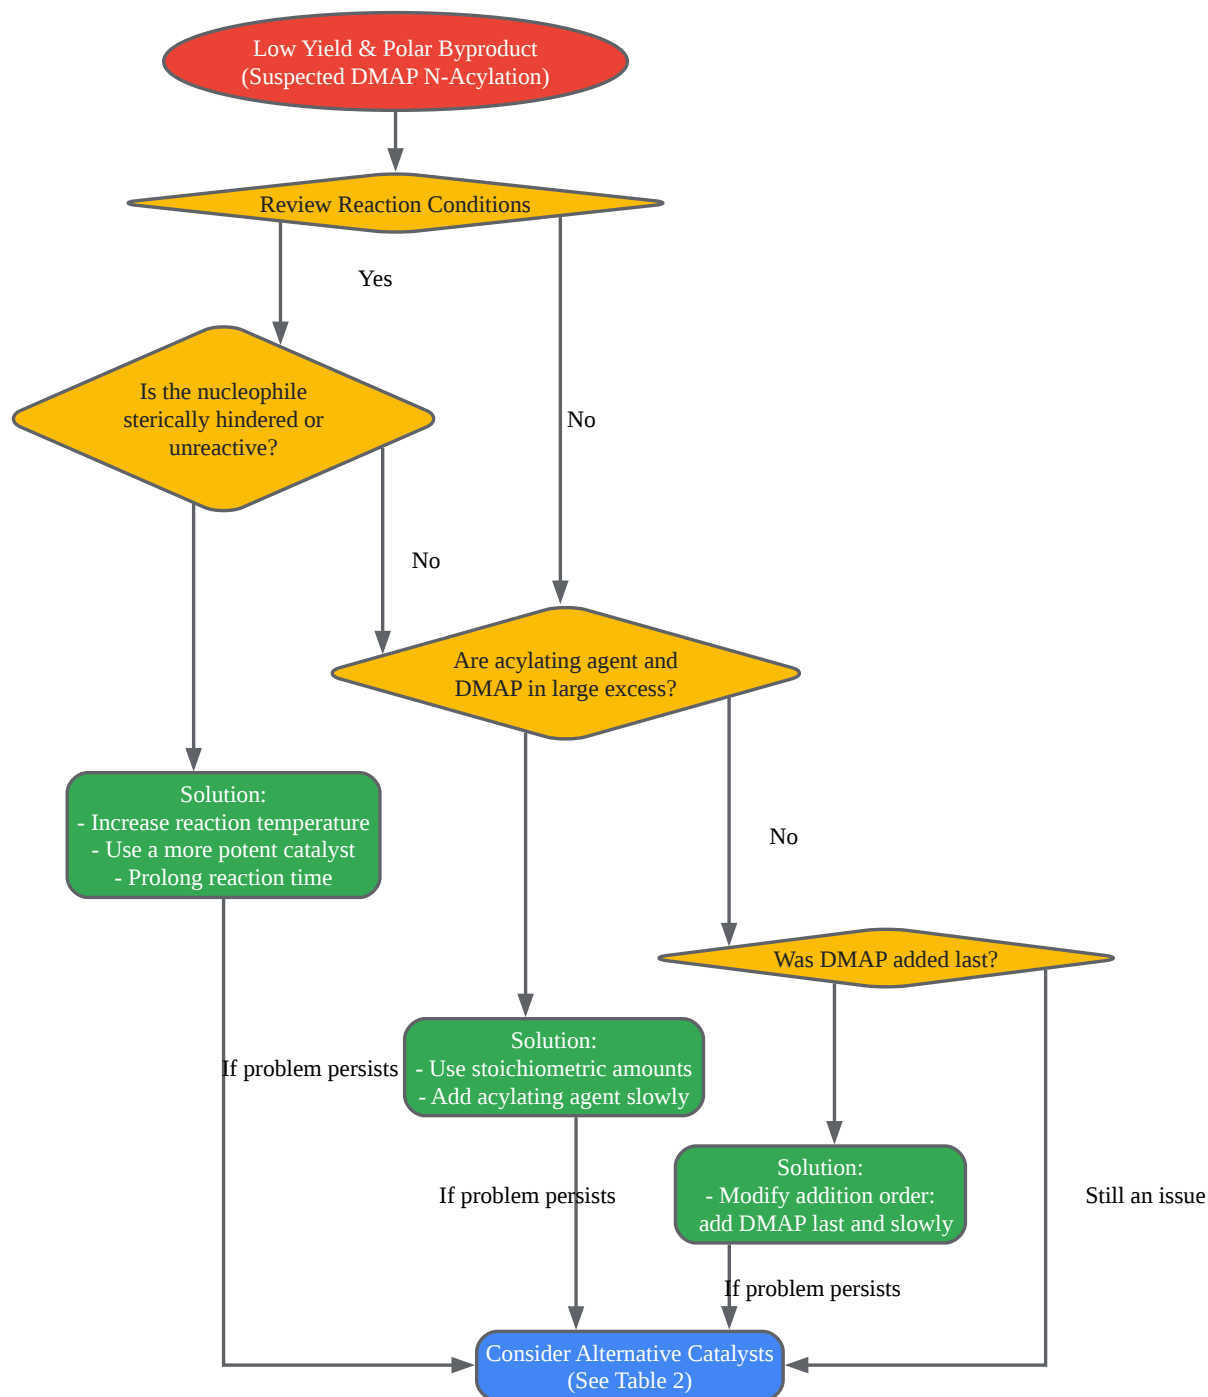 Low Yield & Polar Byproduct
(Suspected DMAP N-Acylation)
Review Reaction Conditions
Yes
Is the nucleophile
sterically hindered or
unreactive?
No
No
Are acylating agent and
DMAP in large excess?
Solution:
- Increase reaction temperature
- Use a more potent catalyst
- Prolong reaction time
No
Was DMAP added last?
Solution:
- Use stoichiometric amounts
- Add acylating agent slowly
If problem persists
Solution:
- Modify addition order:
add DMAP last and slowly
If problem persists
Still an issue
If problem persists
Consider Alternative Catalysts
(See Table 2)